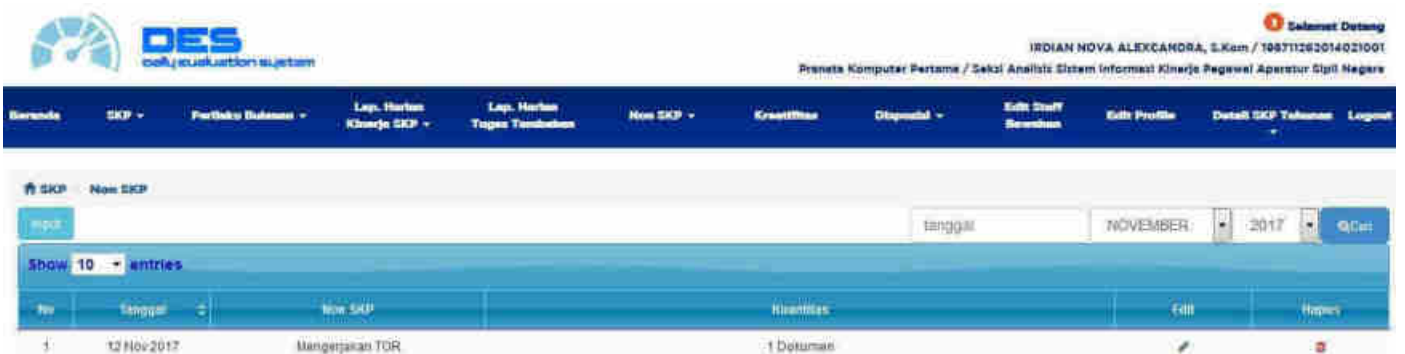 DES
daily evaluation system
Selamat Datang
IRDIAN NOVA ALEXCANDRA, S.Kom / 198711262014021001
Pranata Komputer Pertama / Seksi Analisis Sistem Informasi Kinerja Pegawai Aparatur Sipil Negara
Beranda
SKP
Perilaku Bulanan
Lap. Harian
Kinerja SKP
Lap. Harian
Tugas Tambahan
Non SKP
Kreatifitas
Disposisi
Edit Staff
Bawahan
Edit Profile
Detail SKP Tahunan
Logout
SKP
Non SKP
Input
tanggal
NOVEMBER
2017
Cari
Show 10 entries
No
Tanggal
Non SKP
Kuantitas
Edit
Hapus
1
12 Nov 2017
Mengerjakan TOR
1 Dokumen